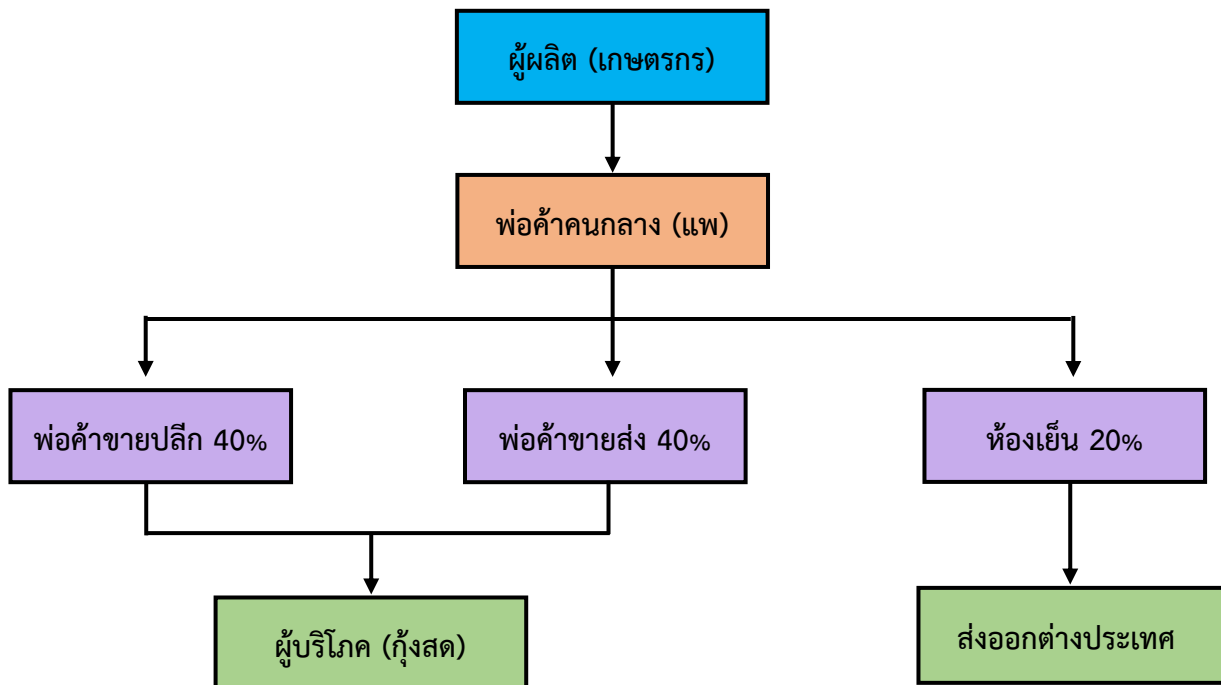 ผู้ผลิต (เกษตรกร)
พ่อค้าคนกลาง (แพ)
พ่อค้าขายปลีก 40%
พ่อค้าขายส่ง 40%
ห้องเย็น 20%
ผู้บริโภค (กุ้งสด)
ส่งออกต่างประเทศ